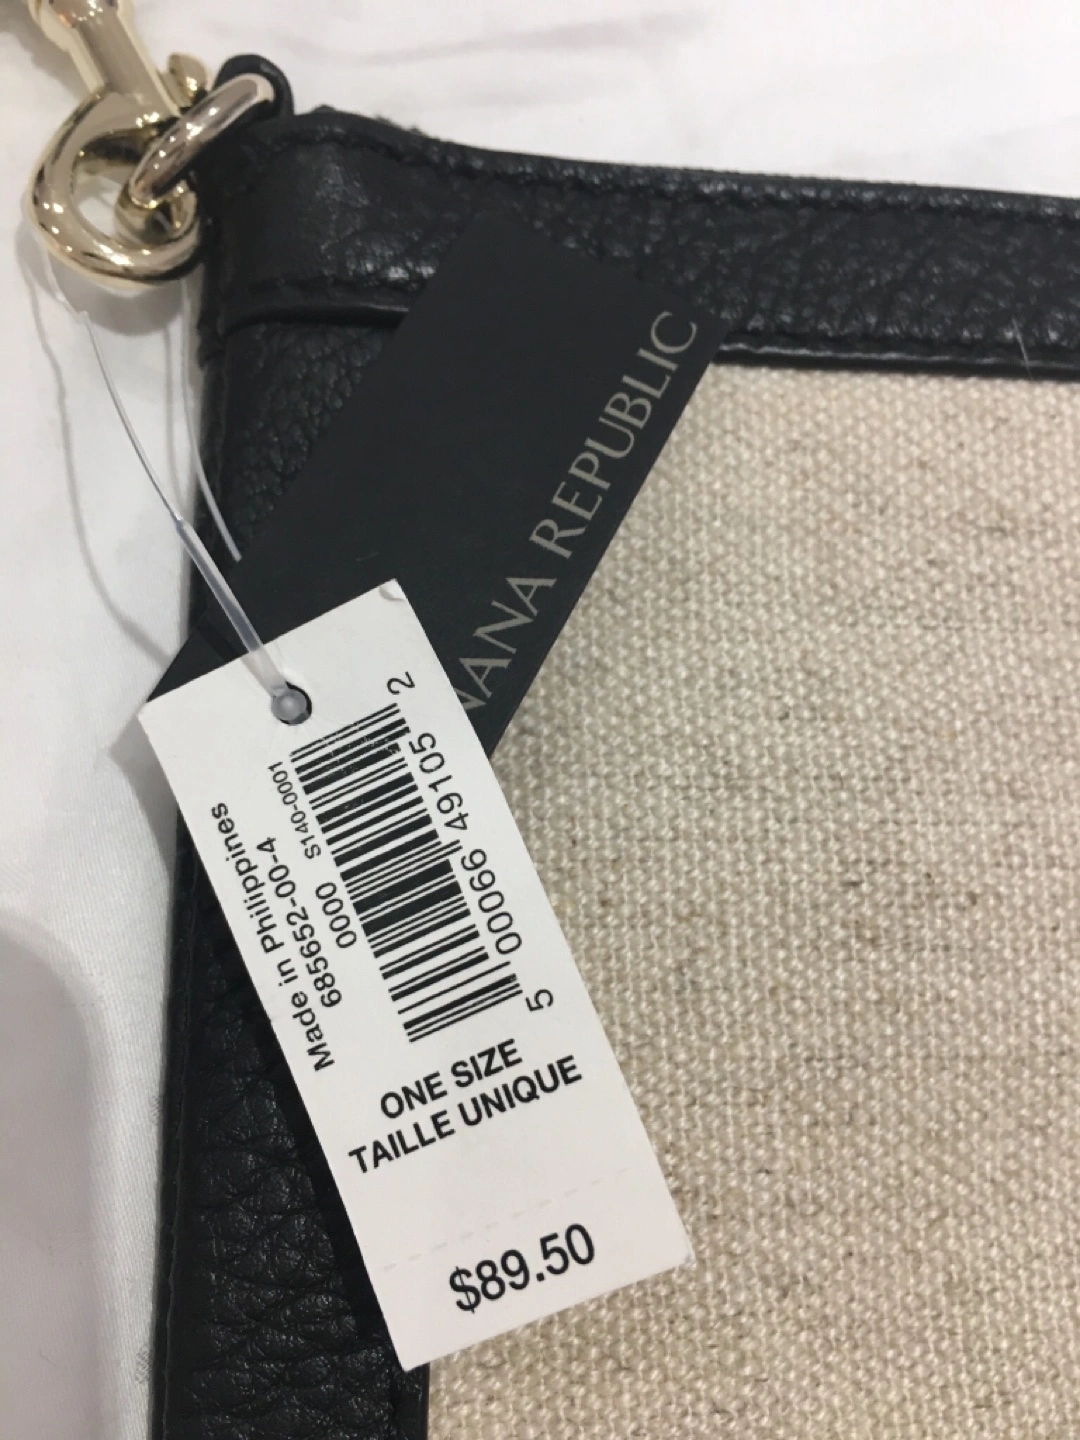 NANA REPUBLIC
Made in Philippines
685652-00-4
0000 S140-0001
5 00066 49105 2
ONE SIZE
TAILLE UNIQUE
$89.50